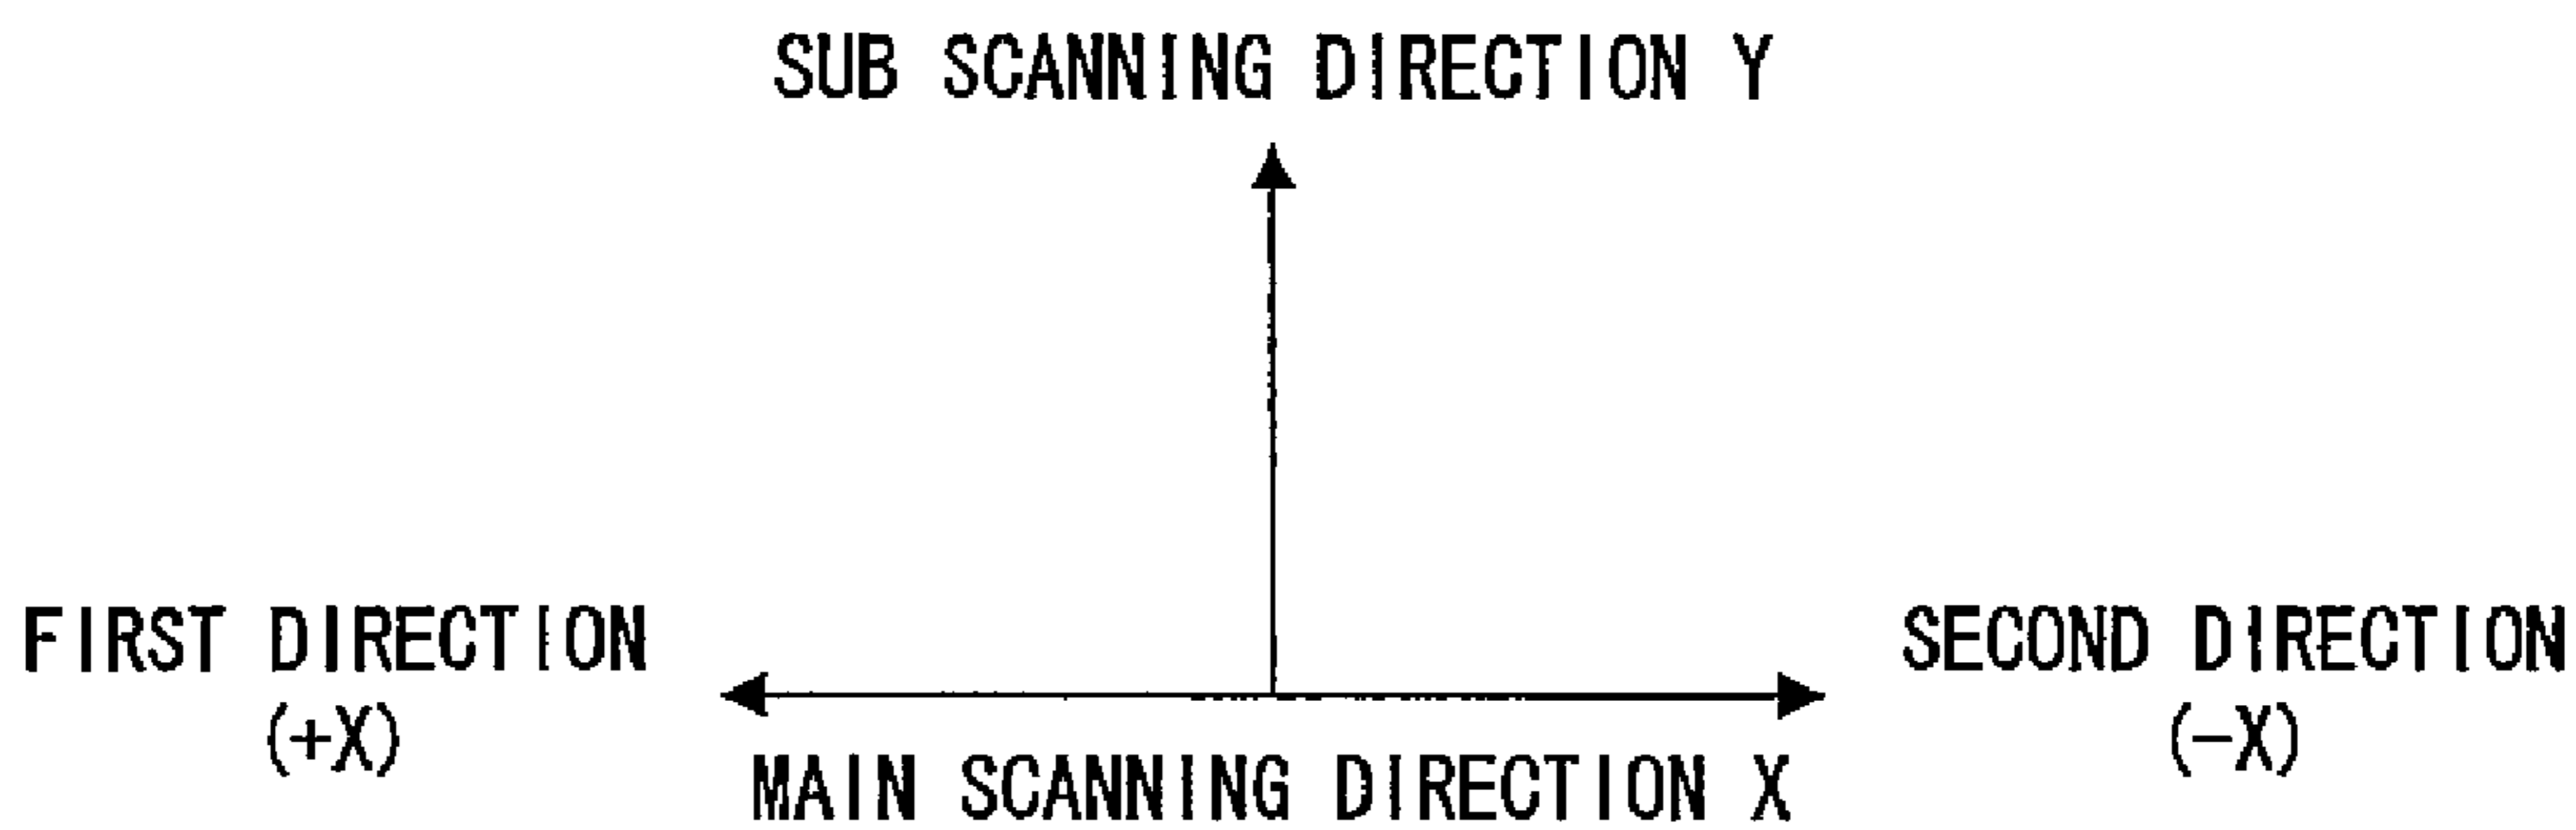 SUB SCANNING DIRECTION Y
FIRST DIRECTION
(+X)
SECOND DIRECTION
(-X)
MAIN SCANNING DIRECTION X